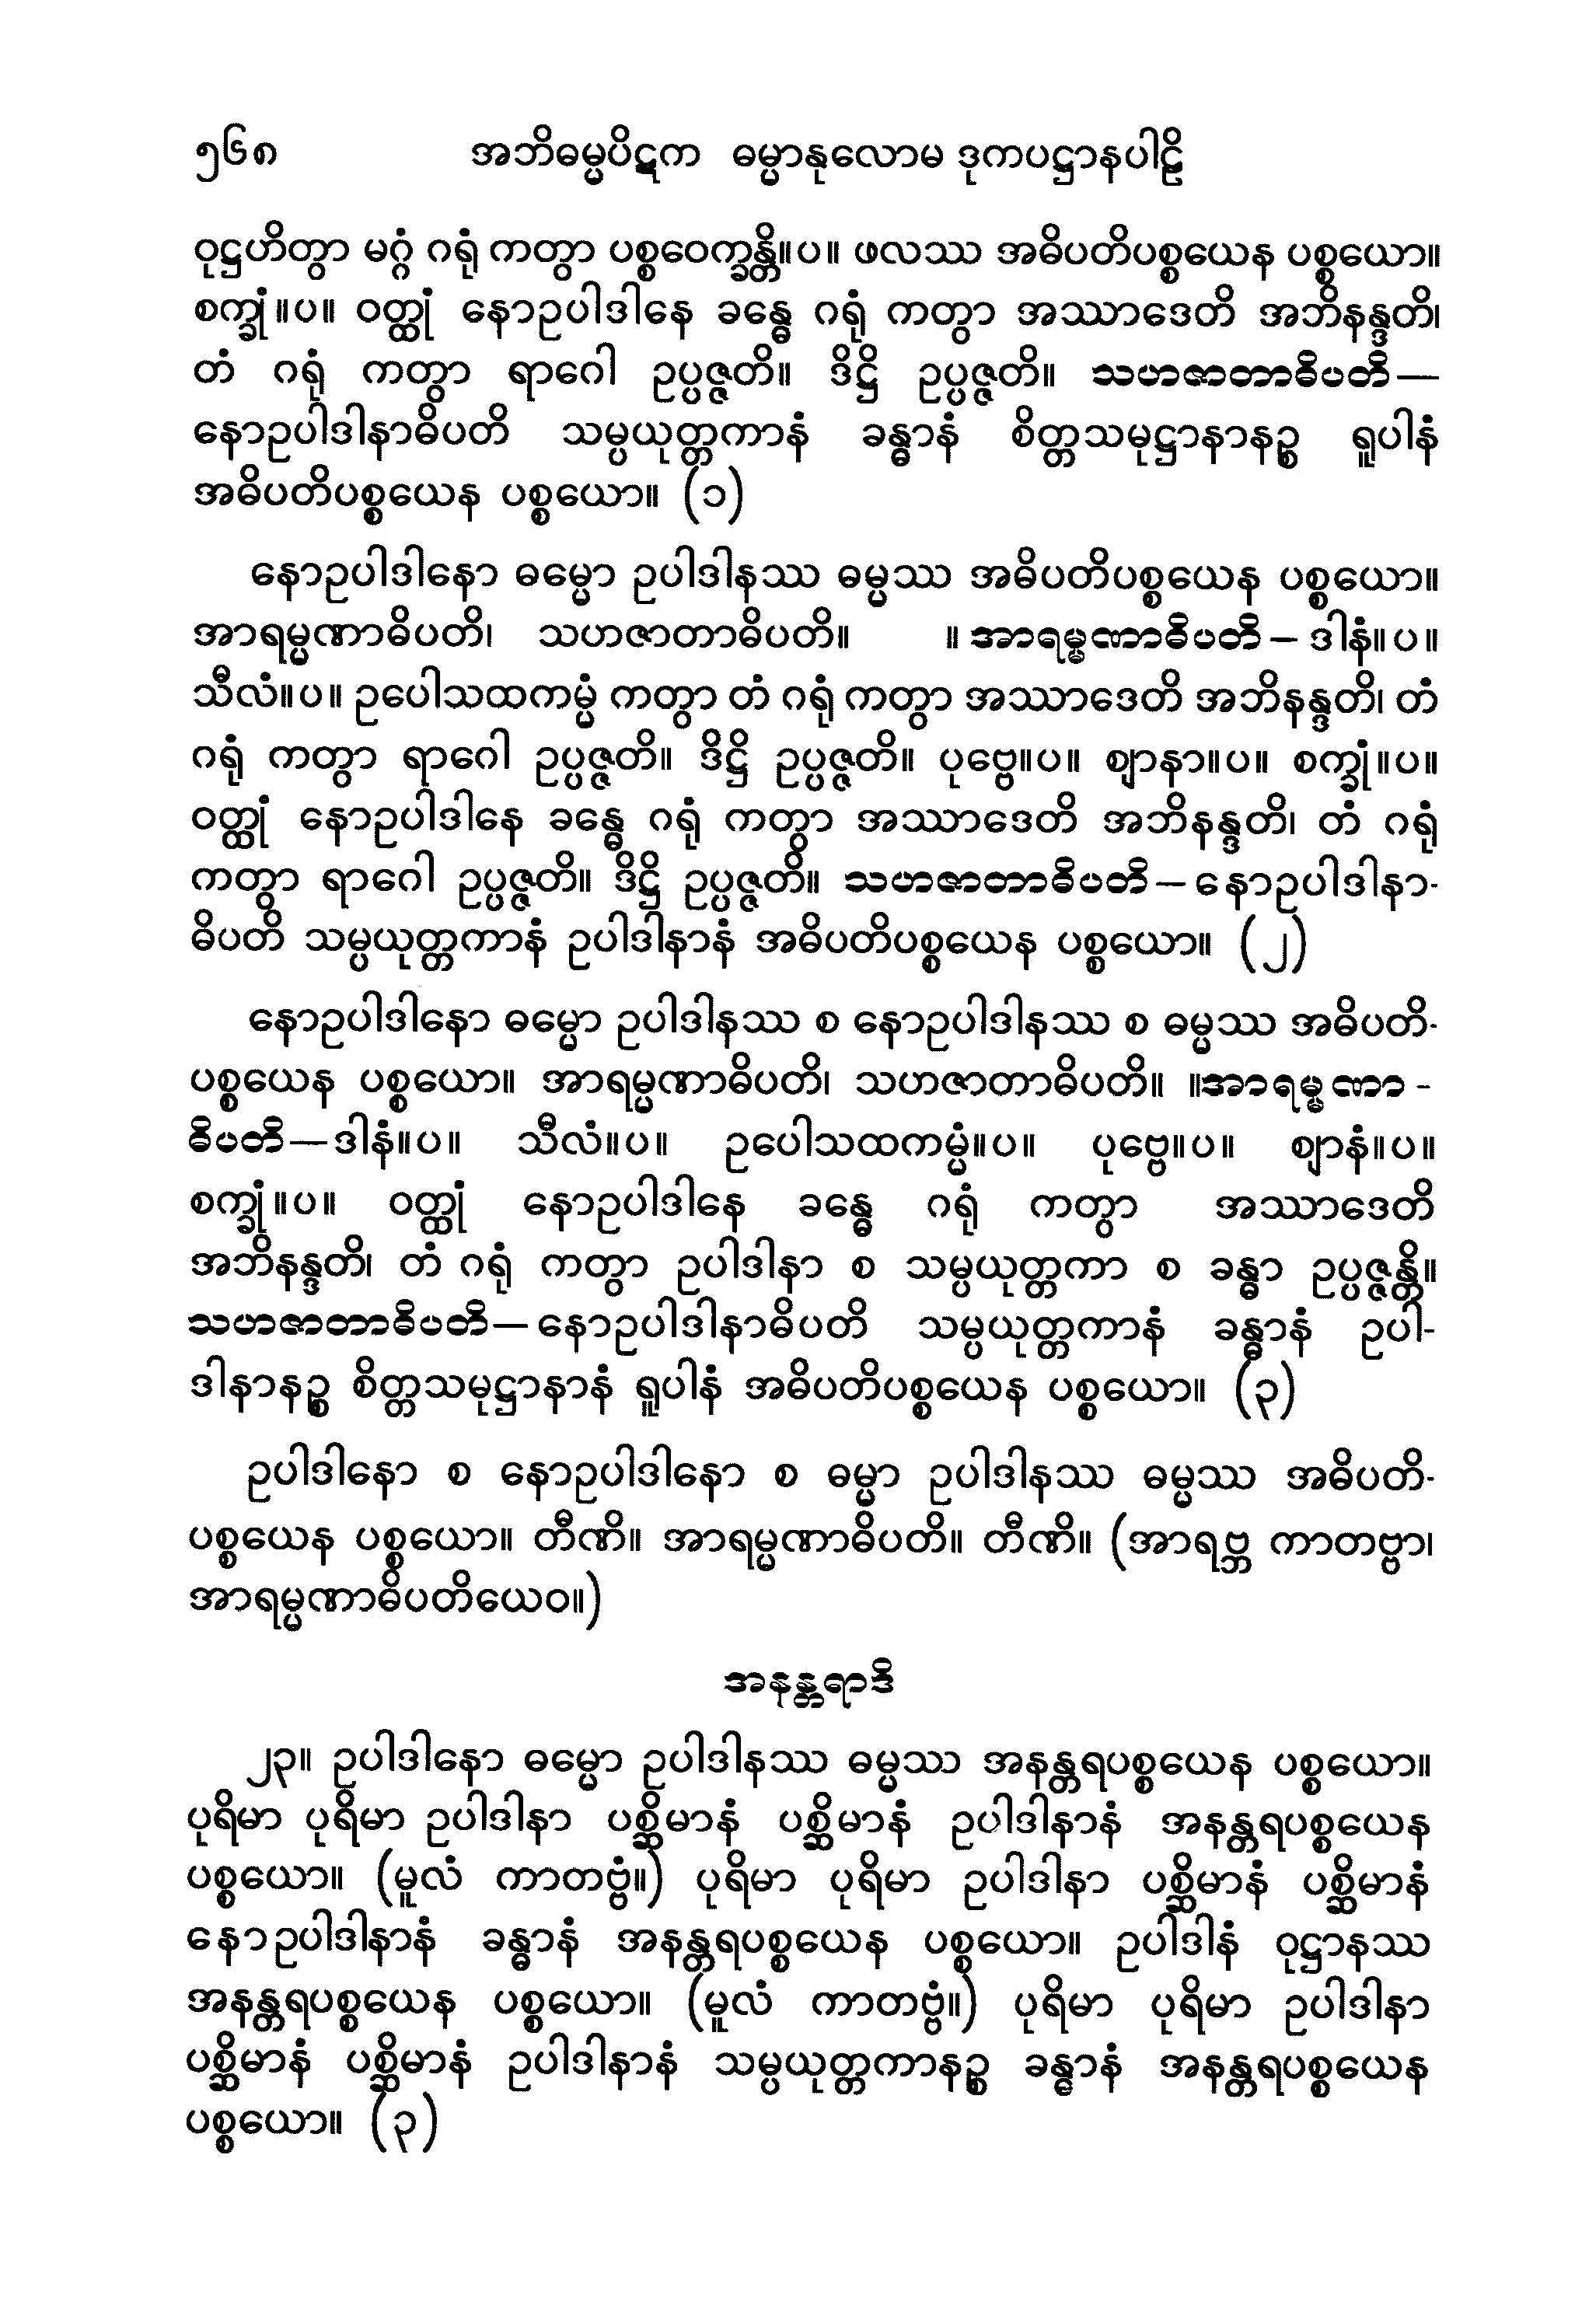 ၅၆၈ အဘိဓမ္မပိဋက ဓမ္မာနုလောမ ဒုကပဋ္ဌာနပါဠိ
ဝုဋ္ဌဟိတွာ မဂ္ဂံ ဂရုံ ကတွာ ပစ္စဝေက္ခန္တိ။ပ။ ဖလဿ အဓိပတိပစ္စယေန ပစ္စယော။
စက္ခုံ။ပ။ ဝတ္ထုံ နောဥပါဒါနေ ခန္ဓေ ဂရုံ ကတွာ အဿာဒေတိ အဘိနန္ဒတိ၊
တံ ဂရုံ ကတွာ ရာဂေါ ဥပ္ပဇ္ဇတိ။ ဒိဋ္ဌိ ဥပ္ပဇ္ဇတိ။ သဟဇာတာဓိပတိ—
နောဥပါဒါနာဓိပတိ သမ္ပယုတ္တကာနံ ခန္ဓာနံ စိတ္တသမုဋ္ဌာနာနဉ္စ ရူပါနံ
အဓိပတိပစ္စယေန ပစ္စယော။ (၁)
နောဥပါဒါနော ဓမ္မော ဥပါဒါနဿ ဓမ္မဿ အဓိပတိပစ္စယေန ပစ္စယော။
အာရမ္မဏာဓိပတိ၊ သဟဇာတာဓိပတိ။ ။ အာရမ္မဏာဓိပတိ – ဒါနံ။ပ။
သီလံ။ပ။ ဥပေါသထကမ္မံ ကတွာ တံ ဂရုံ ကတွာ အဿာဒေတိ အဘိနန္ဒတိ၊ တံ
ဂရုံ ကတွာ ရာဂေါ ဥပ္ပဇ္ဇတိ။ ဒိဋ္ဌိ ဥပ္ပဇ္ဇတိ။ ပုဗ္ဗေ။ပ။ ဈာနာ။ပ။ စက္ခုံ။ပ။
ဝတ္ထုံ နောဥပါဒါနေ ခန္ဓေ ဂရုံ ကတွာ အဿာဒေတိ အဘိနန္ဒတိ၊ တံ ဂရုံ
ကတွာ ရာဂေါ ဥပ္ပဇ္ဇတိ။ ဒိဋ္ဌိ ဥပ္ပဇ္ဇတိ။ သဟဇာတာဓိပတိ – နောဥပါဒါနာ-
ဓိပတိ သမ္ပယုတ္တကာနံ ဥပါဒါနာနံ အဓိပတိပစ္စယေန ပစ္စယော။ (၂)
နောဥပါဒါနော ဓမ္မော ဥပါဒါနဿ စ နောဥပါဒါနဿ စ ဓမ္မဿ အဓိပတိ-
ပစ္စယေန ပစ္စယော။ အာရမ္မဏာဓိပတိ၊ သဟဇာတာဓိပတိ။ ။အာရမ္မဏာ-
ဓိပတိ—ဒါနံ။ပ။ သီလံ။ပ။ ဥပေါသထကမ္မံ။ပ။ ပုဗ္ဗေ။ပ။ ဈာနံ။ပ။
စက္ခုံ။ပ။ ဝတ္ထုံ နောဥပါဒါနေ ခန္ဓေ ဂရုံ ကတွာ အဿာဒေတိ
အဘိနန္ဒတိ၊ တံ ဂရုံ ကတွာ ဥပါဒါနာ စ သမ္ပယုတ္တကာ စ ခန္ဓာ ဥပ္ပဇ္ဇန္တိ။
သဟဇာတာဓိပတိ—နောဥပါဒါနာဓိပတိ သမ္ပယုတ္တကာနံ ခန္ဓာနံ ဥပါ-
ဒါနာနဉ္စ စိတ္တသမုဋ္ဌာနာနံ ရူပါနံ အဓိပတိပစ္စယေန ပစ္စယော။ (၃)
ဥပါဒါနော စ နောဥပါဒါနော စ ဓမ္မာ ဥပါဒါနဿ ဓမ္မဿ အဓိပတိ-
ပစ္စယေန ပစ္စယော။ တီဏိ။ အာရမ္မဏာဓိပတိ။ တီဏိ။ (အာရဗ္ဘ ကာတဗ္ဗာ၊
အာရမ္မဏာဓိပတိယေဝ။)
အနန္တရာဒိ
၂၃။ ဥပါဒါနော ဓမ္မော ဥပါဒါနဿ ဓမ္မဿ အနန္တရပစ္စယေန ပစ္စယော။
ပုရိမာ ပုရိမာ ဥပါဒါနာ ပစ္ဆိမာနံ ပစ္ဆိမာနံ ဥပါဒါနာနံ အနန္တရပစ္စယေန
ပစ္စယော။ (မူလံ ကာတဗ္ဗံ။) ပုရိမာ ပုရိမာ ဥပါဒါနာ ပစ္ဆိမာနံ ပစ္ဆိမာနံ
နောဥပါဒါနာနံ ခန္ဓာနံ အနန္တရပစ္စယေန ပစ္စယော။ ဥပါဒါနံ ဝုဋ္ဌာနဿ
အနန္တရပစ္စယေန ပစ္စယော။ (မူလံ ကာတဗ္ဗံ။) ပုရိမာ ပုရိမာ ဥပါဒါနာ
ပစ္ဆိမာနံ ပစ္ဆိမာနံ ဥပါဒါနာနံ သမ္ပယုတ္တကာနဉ္စ ခန္ဓာနံ အနန္တရပစ္စယေန
ပစ္စယော။ (၃)